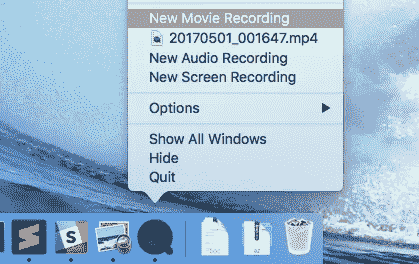 New Movie Recording
20170501_001647.mp4
New Audio Recording
New Screen Recording
Options
Show All Windows
Hide
Quit